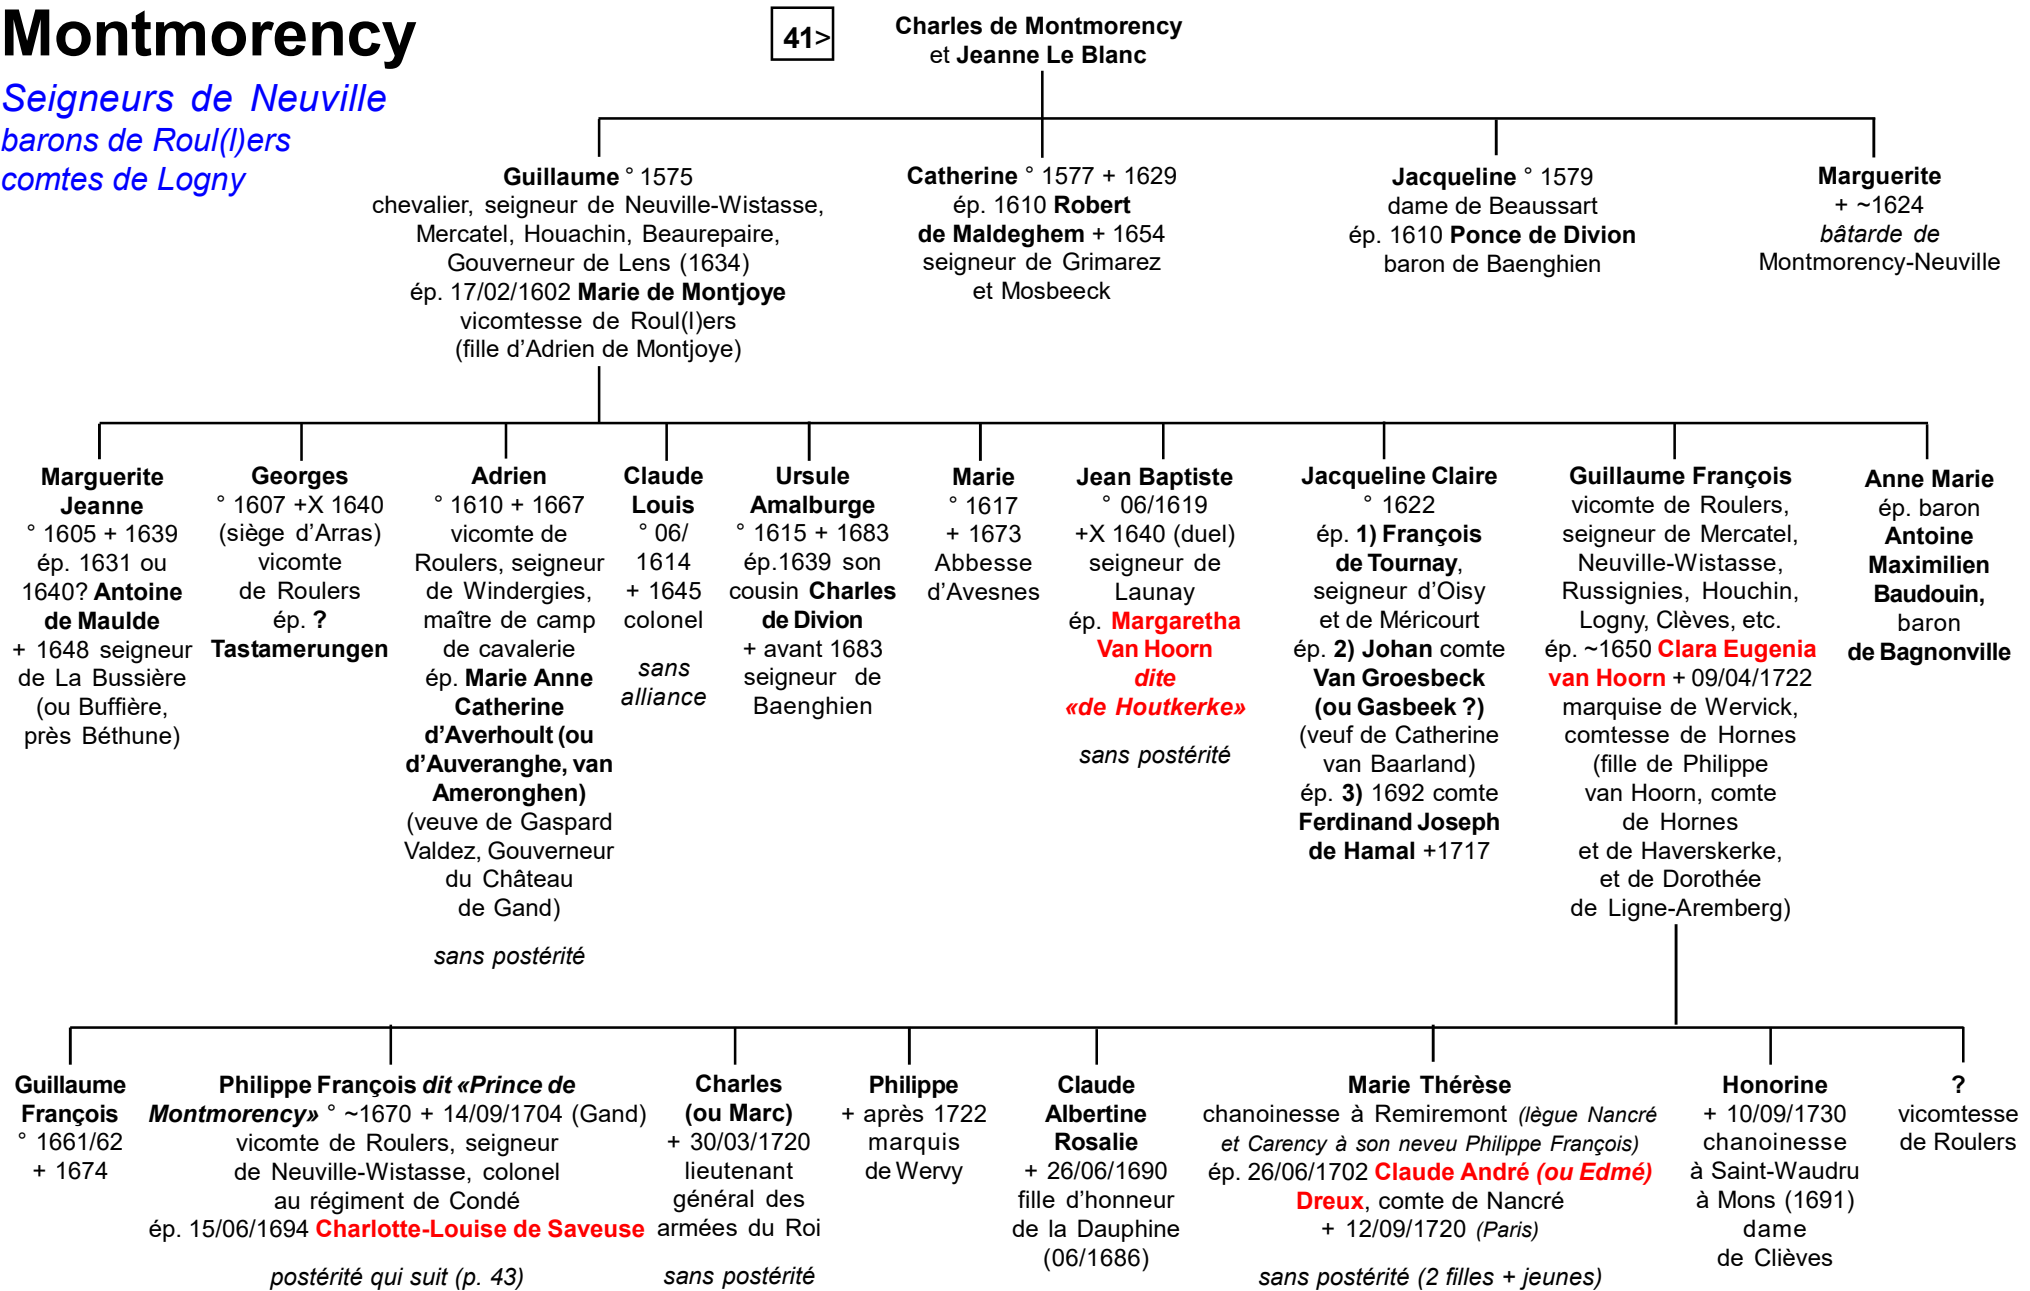 Montmorency
Seigneurs de Neuville
barons de Roul(l)ers
comtes de Logny
41>
Charles de Montmorency
et Jeanne Le Blanc
Guillaume ° 1575
chevalier, seigneur de Neuville-Wistasse,
Mercatel, Houachin, Beaurepaire,
Gouverneur de Lens (1634)
ép. 17/02/1602 Marie de Montjoye
vicomtesse de Roul(l)ers
(fille d’Adrien de Montjoye)
Catherine ° 1577 + 1629
ép. 1610 Robert
de Maldeghem + 1654
seigneur de Grimarez
et Mosbeeck
Jacqueline ° 1579
dame de Beaussart
ép. 1610 Ponce de Divion
baron de Baenghien
Marguerite
+ ~1624
bâtarde de
Montmorency-Neuville
Marguerite
Jeanne
° 1605 + 1639
ép. 1631 ou
1640? Antoine
de Maulde
+ 1648 seigneur
de La Bussière
(ou Buffière,
près Béthune)
Georges
° 1607 +X 1640
(siège d’Arras)
vicomte
de Roulers
ép. ?
Tastamerungen
Adrien
° 1610 + 1667
vicomte de
Roulers, seigneur
de Windergies,
maître de camp
de cavalerie
ép. Marie Anne
Catherine
d’Averhoult (ou
d’Auveranghe, van
Ameronghen)
(veuve de Gaspard
Valdez, Gouverneur
du Château
de Gand)
sans postérité
Claude
Louis
° 06/
1614
+ 1645
colonel
sans
alliance
Ursule
Amalburge
° 1615 + 1683
ép.1639 son
cousin Charles
de Divion
+ avant 1683
seigneur de
Baenghien
Marie
° 1617
+ 1673
Abbesse
d’Avesnes
Jean Baptiste
° 06/1619
+X 1640 (duel)
seigneur de
Launay
ép. Margaretha
Van Hoorn
dite
«de Houtkerke»
sans postérité
Jacqueline Claire
° 1622
ép. 1) François
de Tournay,
seigneur d’Oisy
et de Méricourt
ép. 2) Johan comte
Van Groesbeck
(ou Gasbeek ?)
(veuf de Catherine
van Baarland)
ép. 3) 1692 comte
Ferdinand Joseph
de Hamal +1717
Guillaume François
vicomte de Roulers,
seigneur de Mercatel,
Neuville-Wistasse,
Russignies, Houchin,
Logny, Clèves, etc.
ép. ~1650 Clara Eugenia
van Hoorn + 09/04/1722
marquise de Wervick,
comtesse de Hornes
(fille de Philippe
van Hoorn, comte
de Hornes
et de Haverskerke,
et de Dorothée
de Ligne-Aremberg)
Anne Marie
ép. baron
Antoine
Maximilien
Baudouin,
baron
de Bagnonville
Guillaume
François
° 1661/62
+ 1674
Philippe François dit «Prince de
Montmorency» ° ~1670 + 14/09/1704 (Gand)
vicomte de Roulers, seigneur
de Neuville-Wistasse, colonel
au régiment de Condé
ép. 15/06/1694 Charlotte-Louise de Saveuse
postérité qui suit (p. 43)
Charles
(ou Marc)
+ 30/03/1720
lieutenant
général des
armées du Roi
sans postérité
Philippe
+ après 1722
marquis
de Wervy
Claude
Albertine
Rosalie
+ 26/06/1690
fille d’honneur
de la Dauphine
(06/1686)
Marie Thérèse
chanoinesse à Remiremont (lègue Nancré
et Carency à son neveu Philippe François)
ép. 26/06/1702 Claude André (ou Edmé)
Dreux, comte de Nancré
+ 12/09/1720 (Paris)
sans postérité (2 filles + jeunes)
Honorine
+ 10/09/1730
chanoinesse
à Saint-Waudru
à Mons (1691)
dame
de Clièves
?
vicomtesse
de Roulers